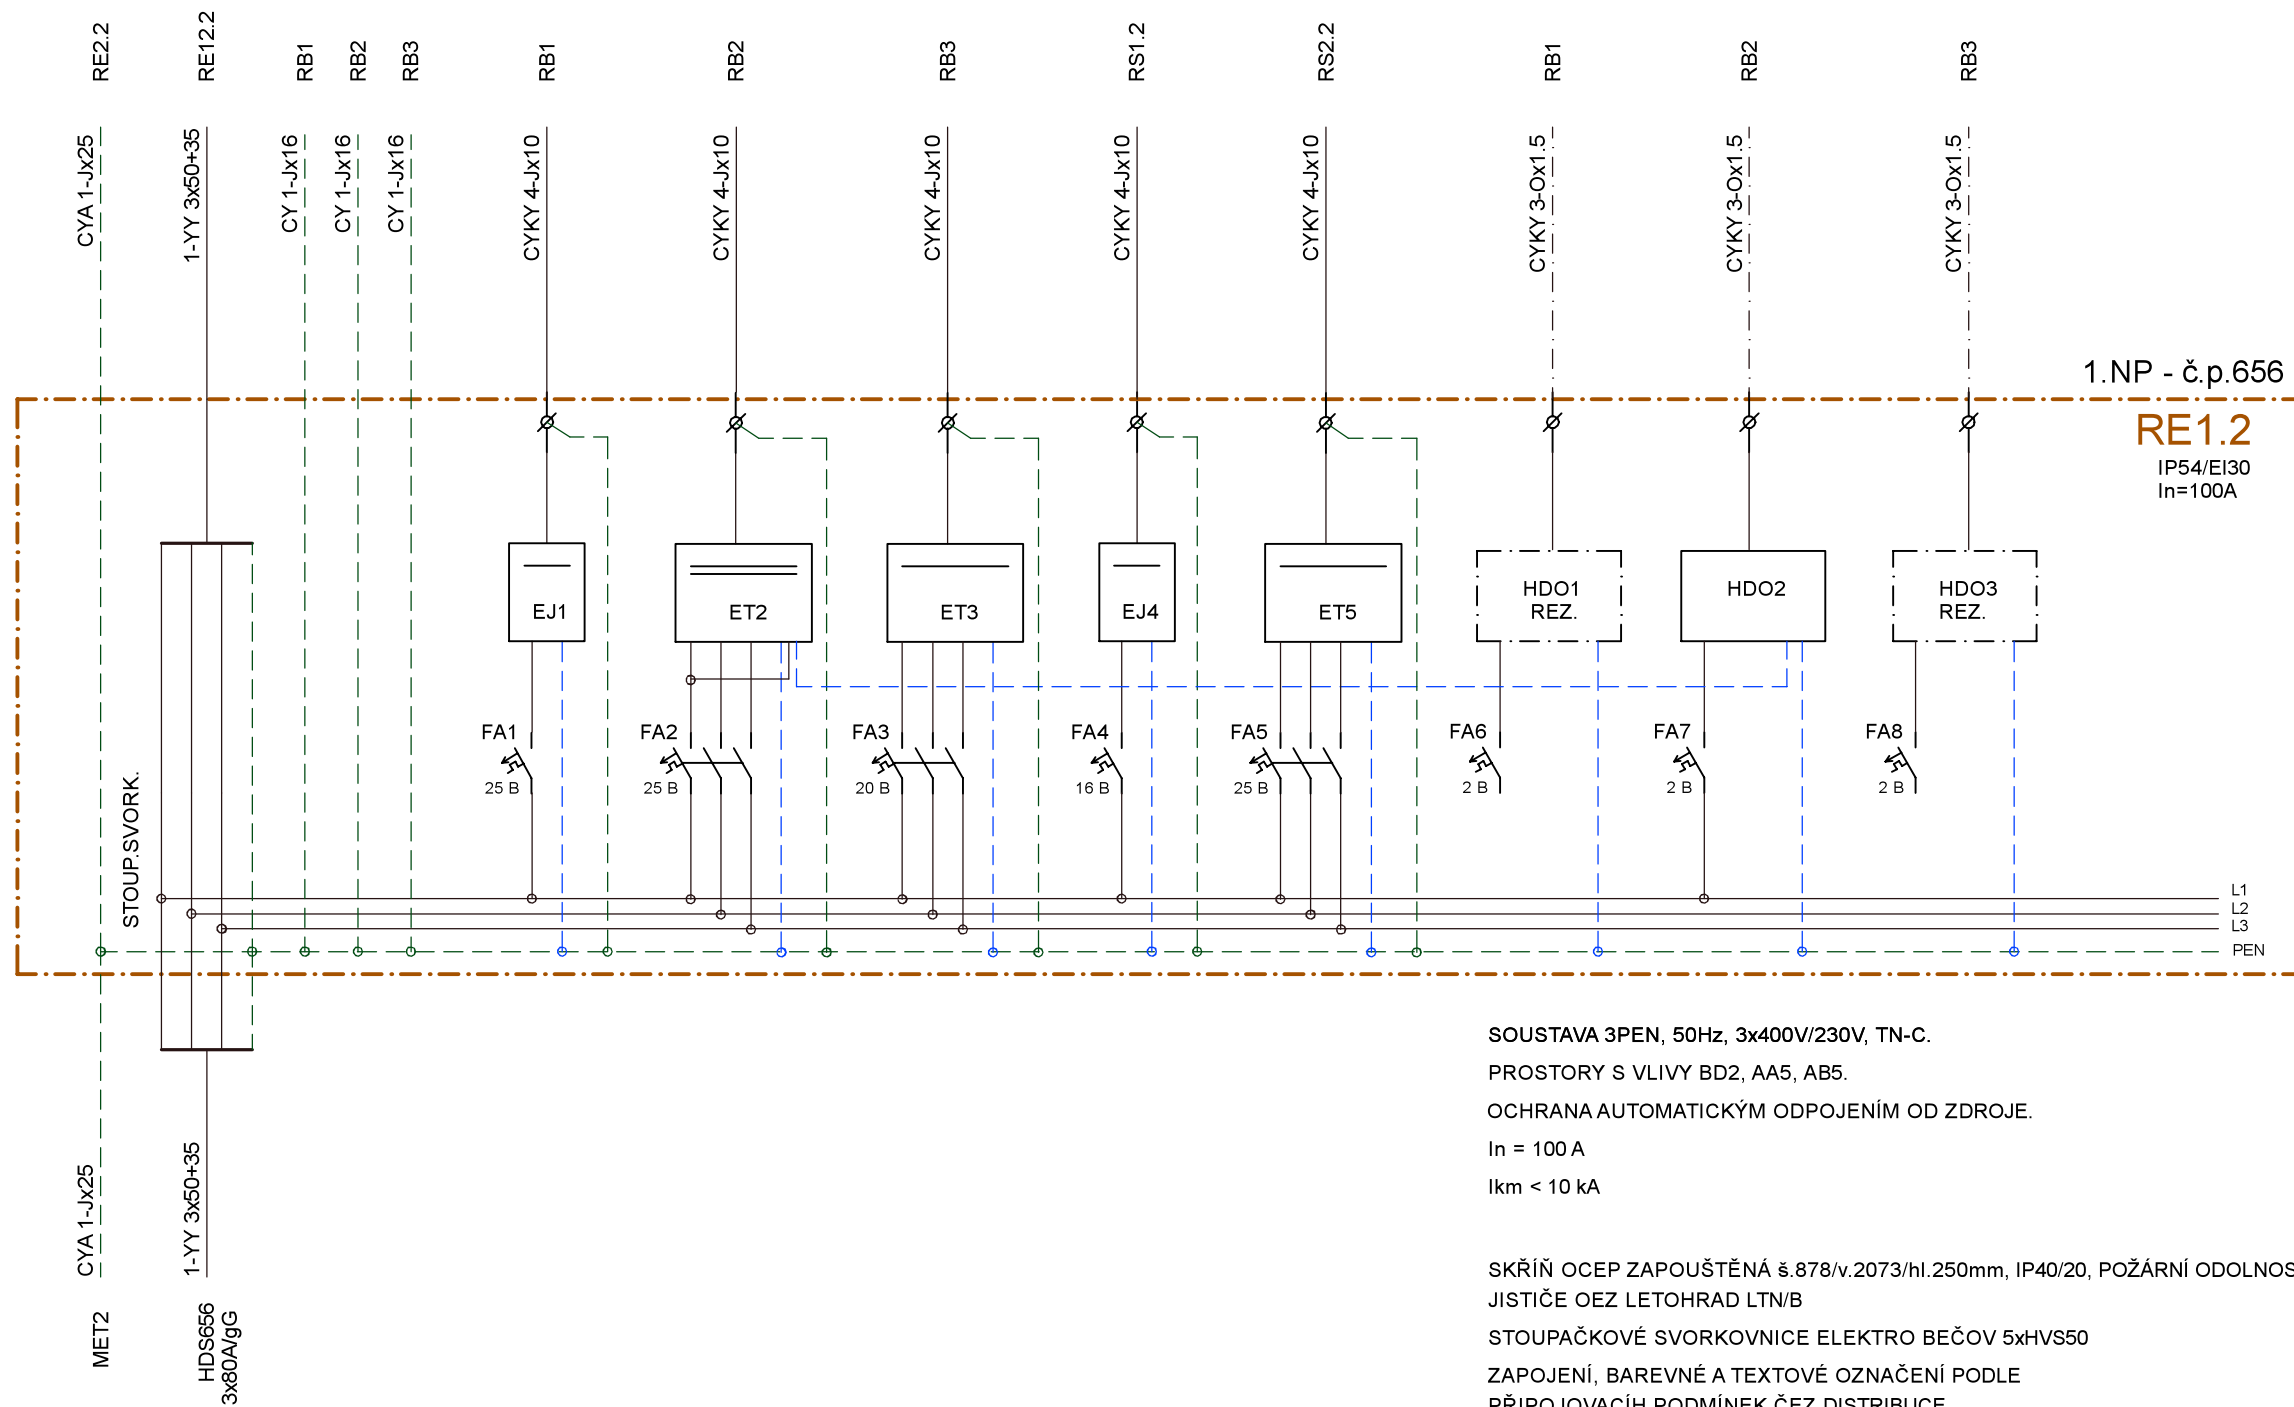 RE2.2
RE12.2
RB1
RB2
RB3
RB1
RB2
RB3
RS1.2
RS2.2
RB1
RB2
RB3
CYA 1-Jx25
1-YY 3x50+35
CY 1-Jx16
CY 1-Jx16
CY 1-Jx16
CYKY 4-Jx10
CYKY 4-Jx10
CYKY 4-Jx10
CYKY 4-Jx10
CYKY 4-Jx10
CYKY 3-Ox1.5
CYKY 3-Ox1.5
CYKY 3-Ox1.5
1.NP - č.p.656
RE1.2
IP54/EI30
In=100A
EJ1
ET2
ET3
EJ4
ET5
HDO1
REZ.
HDO2
HDO3
REZ.
FA1
25 B
FA2
25 B
FA3
20 B
FA4
16 B
FA5
25 B
FA6
2 B
FA7
2 B
FA8
2 B
STOUP.SVORK.
L1
L2
L3
PEN
CYA 1-Jx25
1-YY 3x50+35
MET2
HDS656
3x80A/gG
SOUSTAVA 3PEN, 50Hz, 3x400V/230V, TN-C.
PROSTORY S VLIVY BD2, AA5, AB5.
OCHRANA AUTOMATICKÝM ODPOJENÍM OD ZDROJE.
In = 100 A
Ikm < 10 kA
SKŘÍŇ OCEP ZAPOUŠTĚNÁ š.878/v.2073/hl.250mm, IP40/20, POŽÁRNÍ ODOLNOS
JISTIČE OEZ LETOHRAD LTN/B
STOUPAČKOVÉ SVORKOVNICE ELEKTRO BEČOV 5xHVS50
ZAPOJENÍ, BAREVNÉ A TEXTOVÉ OZNAČENÍ PODLE
PŘIPOJOVACÍH PODMÍNEK ČEZ DISTRIBUCE